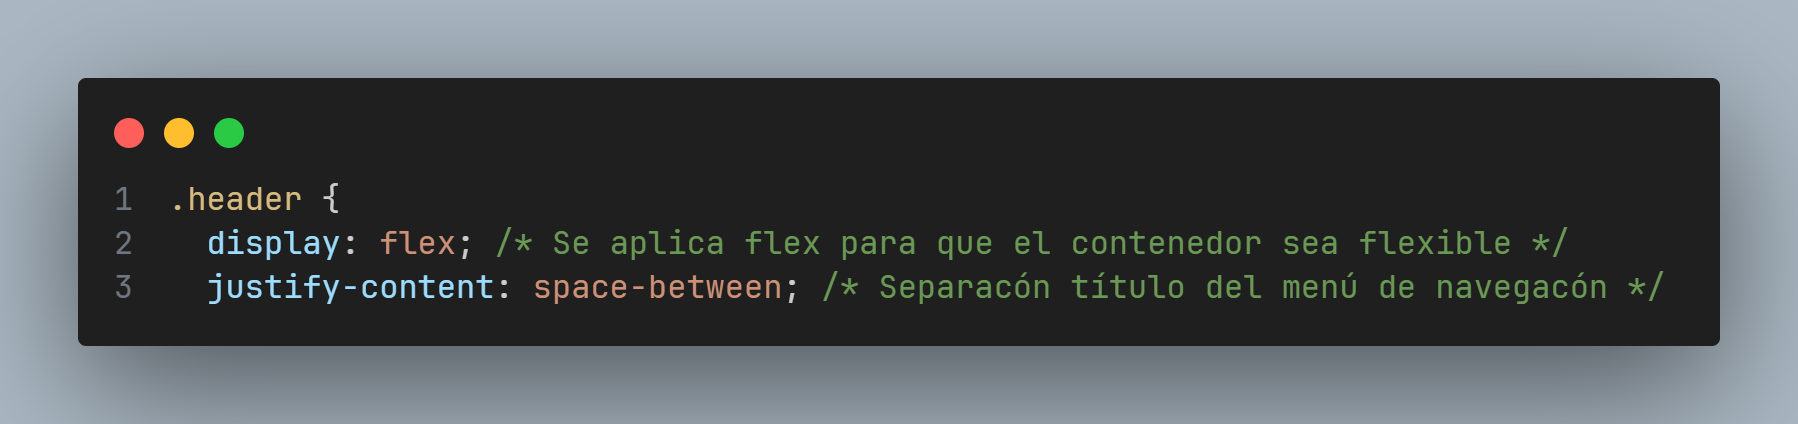 1 .header {
2 display: flex; /* Se aplica flex para que el contenedor sea flexible */
3 justify-content: space-between; /* Separacón título del menú de navegacón */